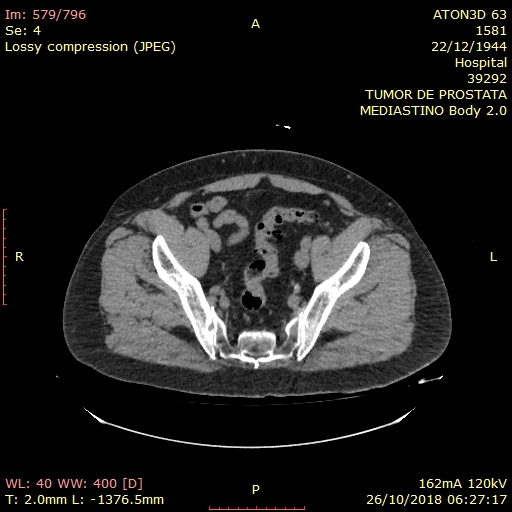 Im: 579/796
Se: 4
Lossy compression (JPEG)
A
ATON3D 63
1581
22/12/1944
Hospital
39292
TUMOR DE PROSTATA
MEDIASTINO Body 2.0
R
L
WL: 40 WW: 400 [D]
T: 2.0mm L: -1376.5mm
P
162mA 120kV
26/10/2018 06:27:17